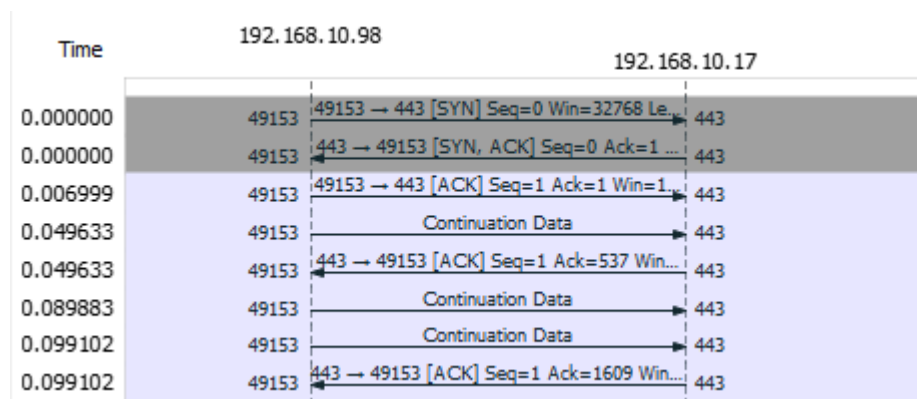 Time 192.168.10.98 192.168.10.17
0.000000 49153 49153 → 443 [SYN] Seq=0 Win=32768 Le... 443
0.000000 49153 443 → 49153 [SYN, ACK] Seq=0 Ack=1 ... 443
0.006999 49153 49153 → 443 [ACK] Seq=1 Ack=1 Win=1... 443
0.049633 49153 Continuation Data 443
0.049633 49153 443 → 49153 [ACK] Seq=1 Ack=537 Win... 443
0.089883 49153 Continuation Data 443
0.099102 49153 Continuation Data 443
0.099102 49153 443 → 49153 [ACK] Seq=1 Ack=1609 Win... 443